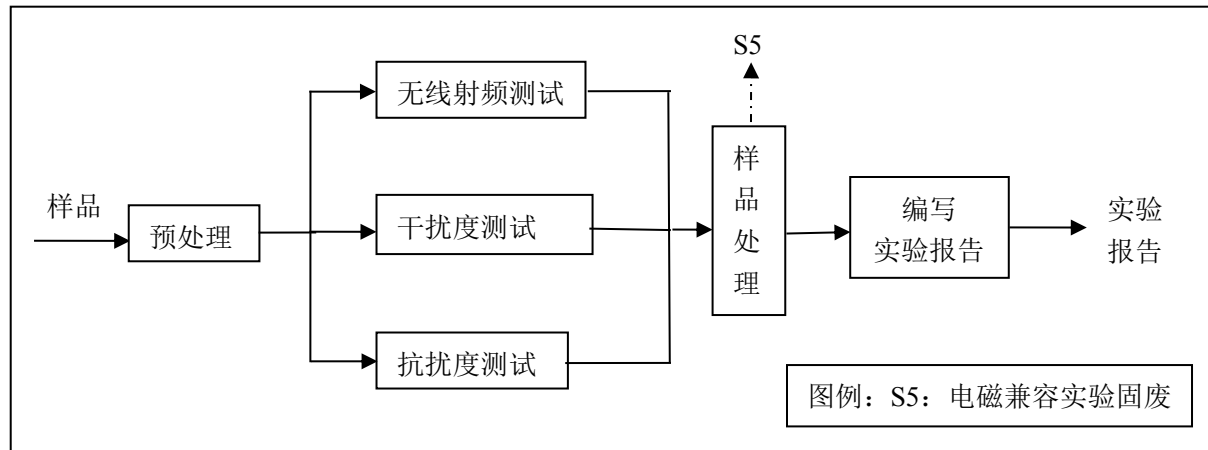 S5
无线射频测试
样品
预处理
干扰度测试
抗扰度测试
样
品
处
理
编写
实验报告
实验
报告
图例：S5：电磁兼容实验固废